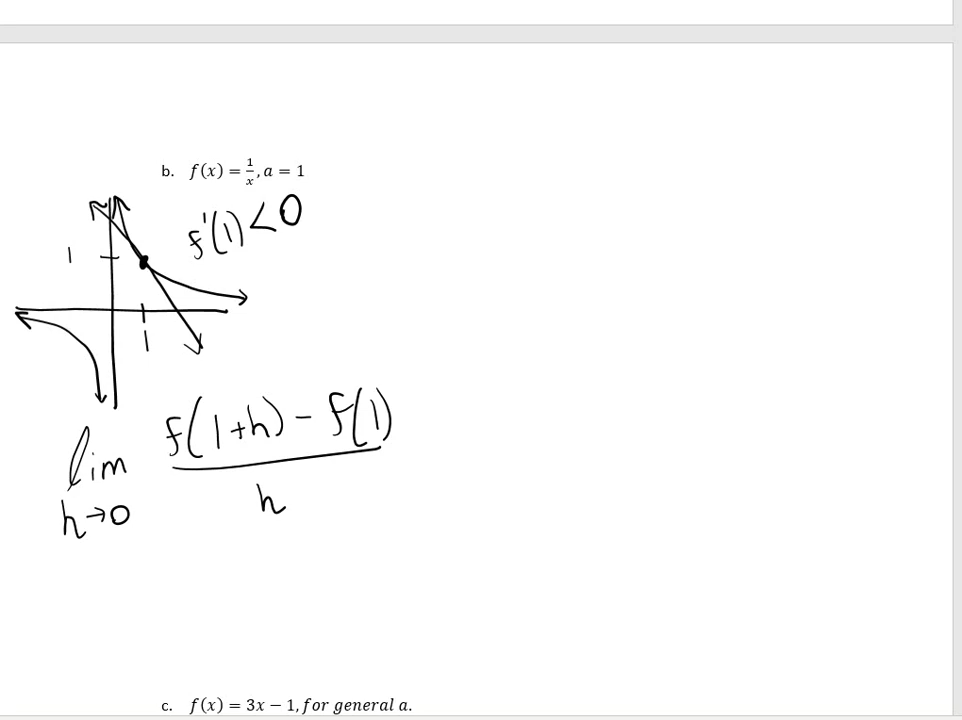 b. f(x) = 1/x, a = 1
f'(1) < 0
1
1
lim h→0 (f(1+h) - f(1))/h
c. f(x) = 3x − 1, for general a.